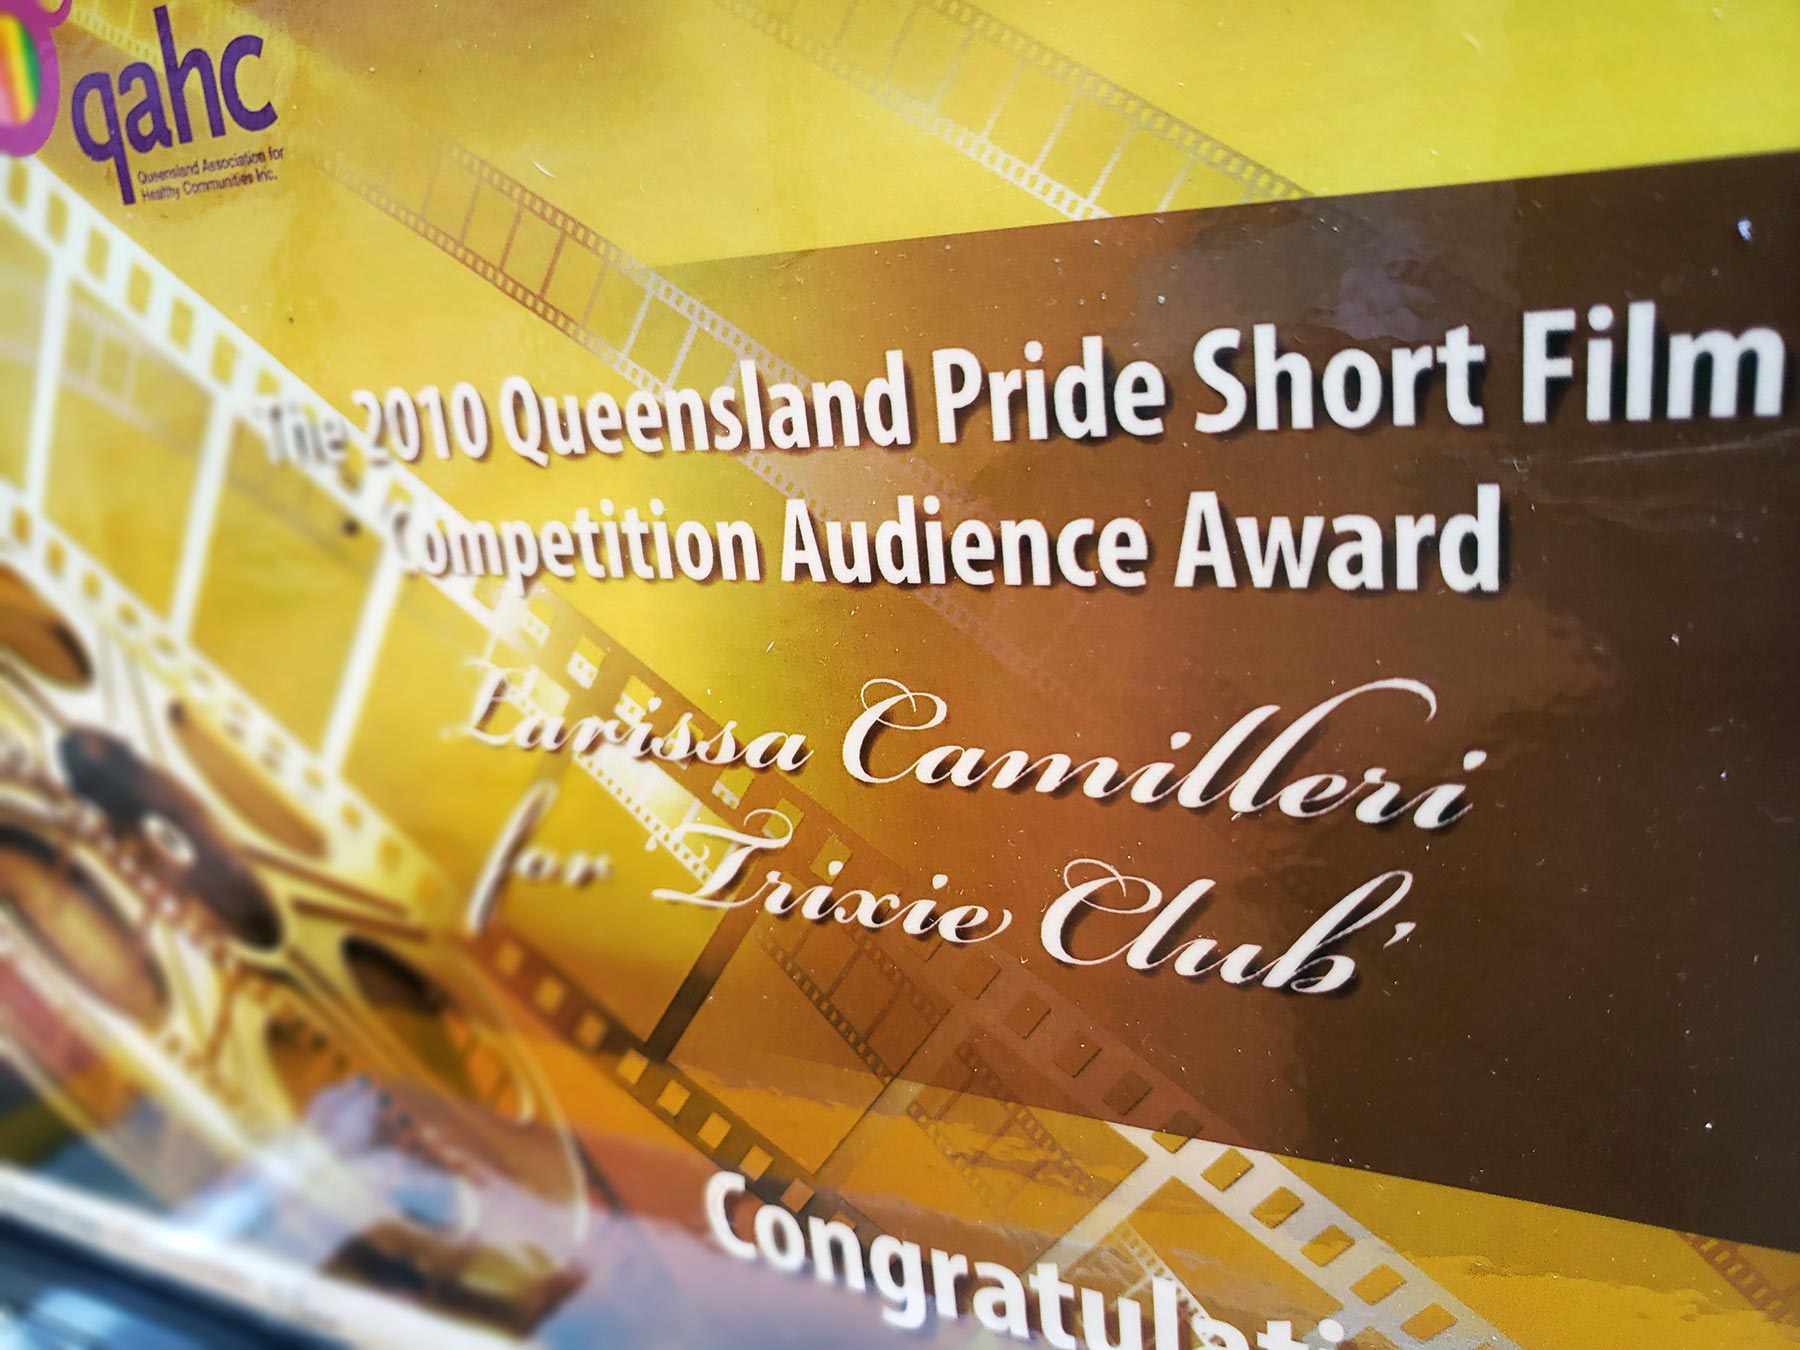 qahc
Queensland Association for
Healthy Communities Inc.
The 2010 Queensland Pride Short Film
Competition Audience Award
Larissa Camilleri
for Trixie Club'
Congratulati